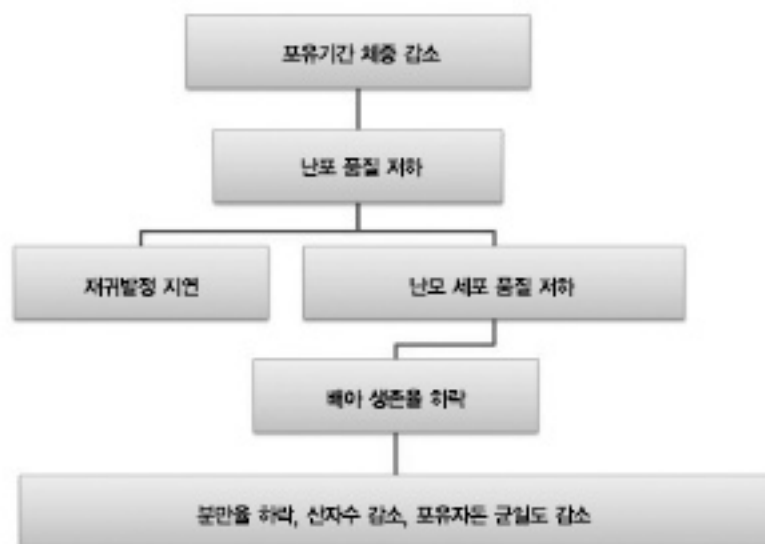 포유기간 체중 감소
난포 품질 저하
재귀발정 지연
난모 세포 품질 저하
배아 생존율 하락
분만율 하락, 산자수 감소, 포유자돈 균일도 감소